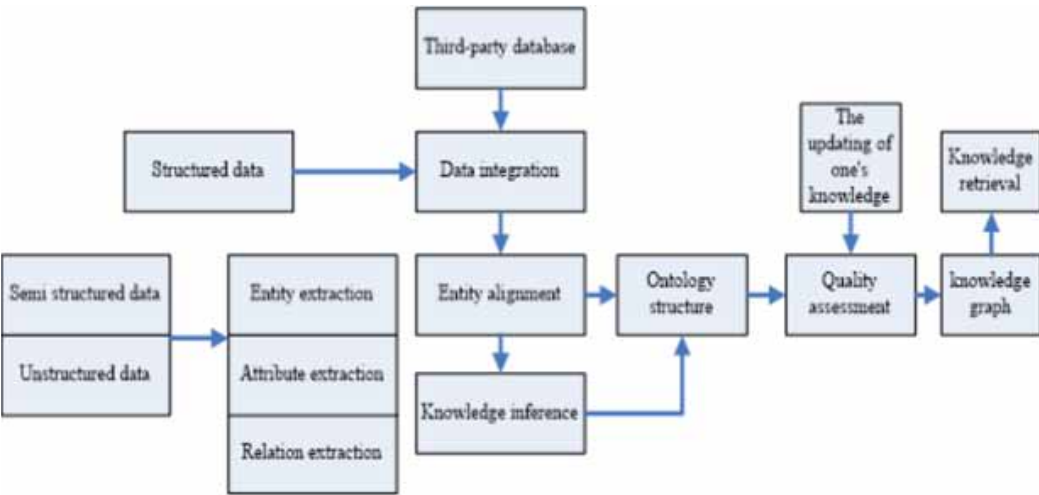 Third-party database
Structured data
Data integration
The
updating of
one's
knowledge
Knowledge
retrieval
Semi structured data
Unstructured data
Entity extraction
Attribute extraction
Relation extraction
Entity alignment
Knowledge inference
Ontology
structure
Quality
assessment
knowledge
graph